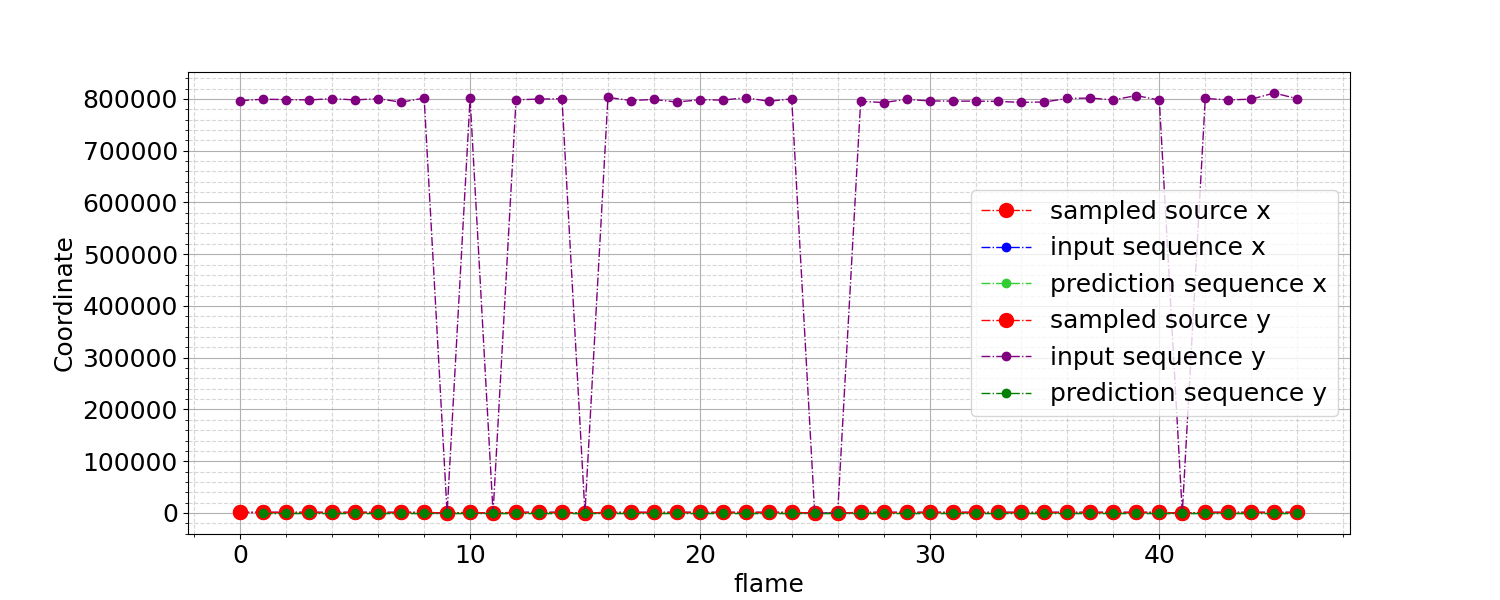 800000
700000
600000
500000
400000
300000
200000
100000
0
Coordinate
sampled source x
input sequence x
prediction sequence x
sampled source y
input sequence y
prediction sequence y
0 10 20 30 40
flame